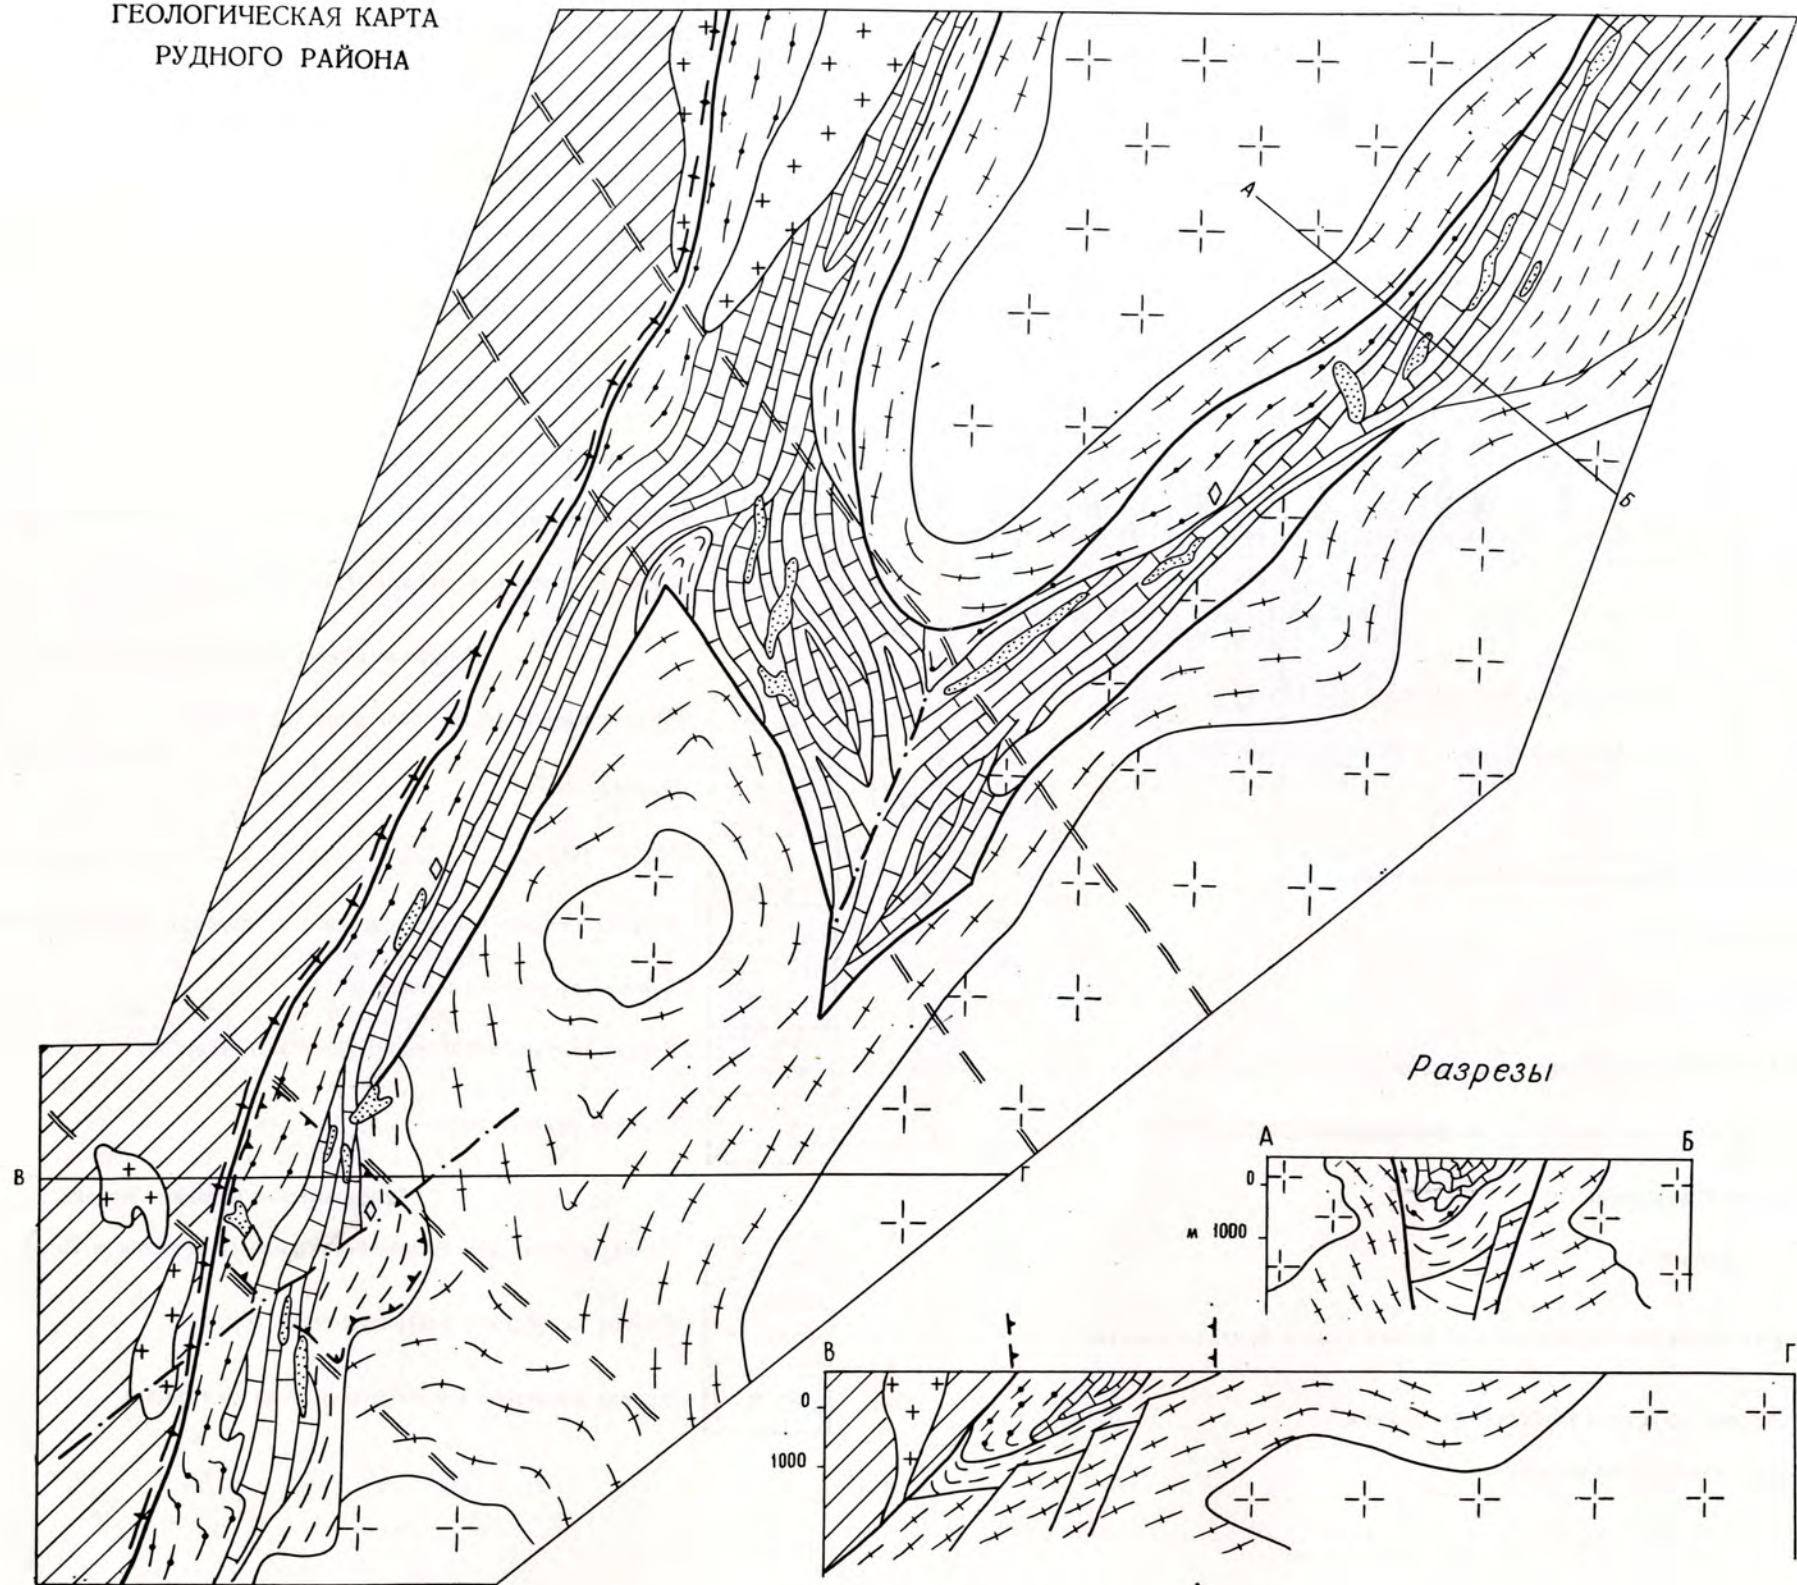 ГЕОЛОГИЧЕСКАЯ КАРТА
РУДНОГО РАЙОНА
А
Б
В
Г
Разрезы
А
Б
0
м 1000
В
Г
0
1000